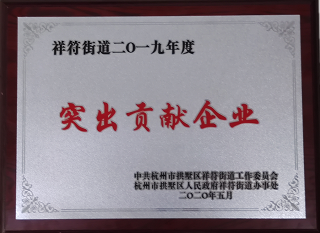 祥符街道二〇一九年度
突出贡献企业
中共杭州市拱墅区祥符街道工作委员会
杭州市拱墅区人民政府祥符街道办事处
二〇二〇年五月